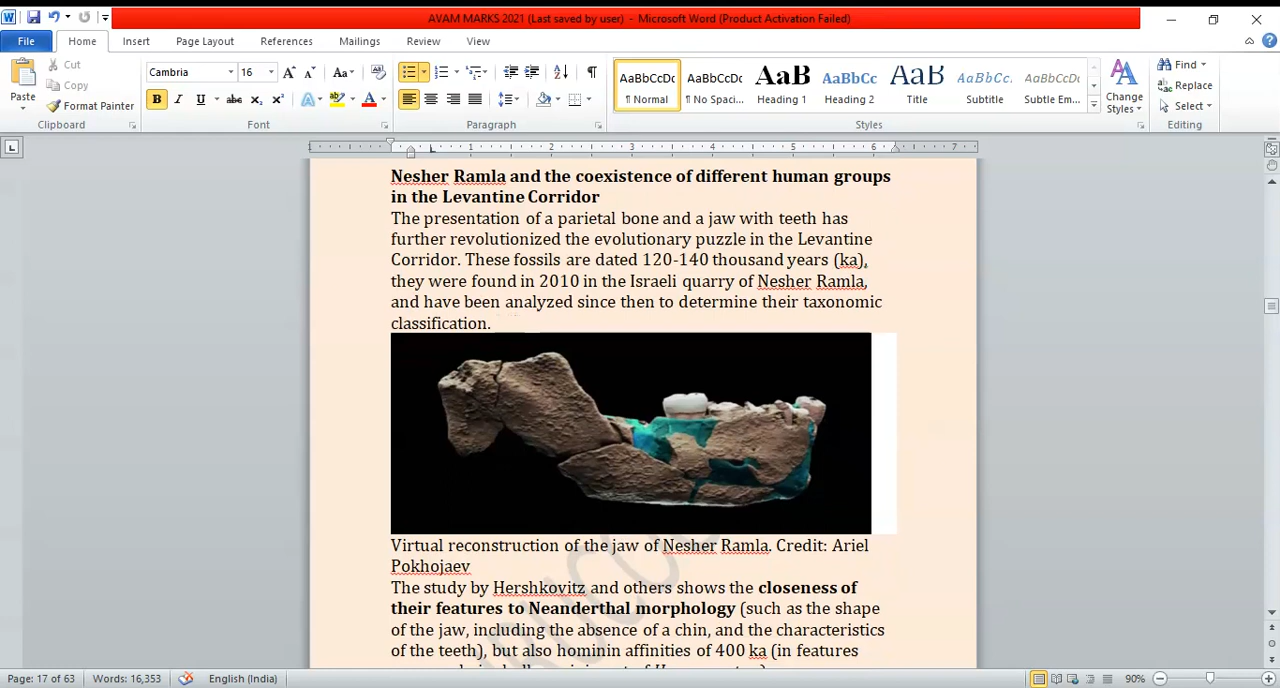 AVAM MARKS 2021 (Last saved by user) - Microsoft Word (Product Activation Failed)
File Home Insert Page Layout References Mailings Review View
Cut
Copy
Format Painter
Paste
Clipboard
Cambria 16
Font
Paragraph
AaBbCcDc AaBbCcDc AaB AaBbCc AaB AaBbCc. AaBbCcDc
¶ Normal ¶ No Spaci... Heading 1 Heading 2 Title Subtitle Subtle Em...
Change Styles
Styles
Find
Replace
Select
Editing
1 1 2 3 4 5 6 7
Nesher Ramla and the coexistence of different human groups
in the Levantine Corridor
The presentation of a parietal bone and a jaw with teeth has
further revolutionized the evolutionary puzzle in the Levantine
Corridor. These fossils are dated 120-140 thousand years (ka),
they were found in 2010 in the Israeli quarry of Nesher Ramla,
and have been analyzed since then to determine their taxonomic
classification.
Virtual reconstruction of the jaw of Nesher Ramla. Credit: Ariel
Pokhojaev
The study by Hershkovitz and others shows the closeness of
their features to Neanderthal morphology (such as the shape
of the jaw, including the absence of a chin, and the characteristics
of the teeth), but also hominin affinities of 400 ka (in features
Page: 17 of 63 Words: 16,353 English (India) 90%